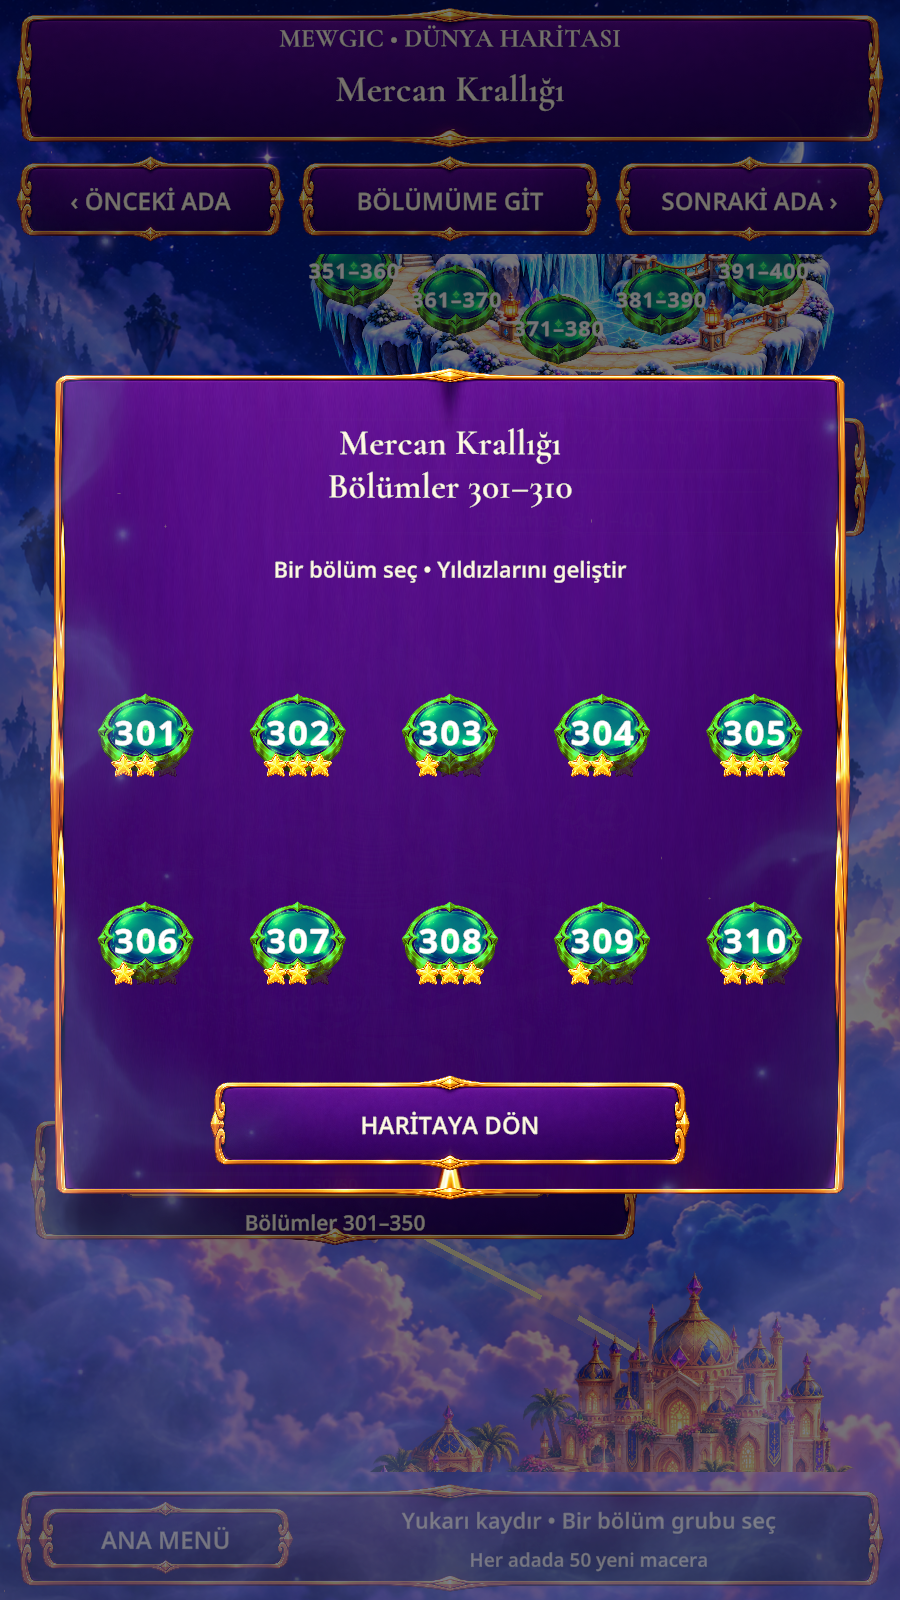 MEWGIC • DÜNYA HARİTASI
Mercan Krallığı
‹ ÖNCEKİ ADA
BÖLÜMÜME GİT
SONRAKİ ADA ›
351–360
361–370
371–380
381–390
391–400
Mercan Krallığı
Bölümler 301–310
Bir bölüm seç • Yıldızlarını geliştir
301
302
303
304
305
306
307
308
309
310
HARİTAYA DÖN
Bölümler 301–350
ANA MENÜ
Yukarı kaydır • Bir bölüm grubu seç
Her adada 50 yeni macera